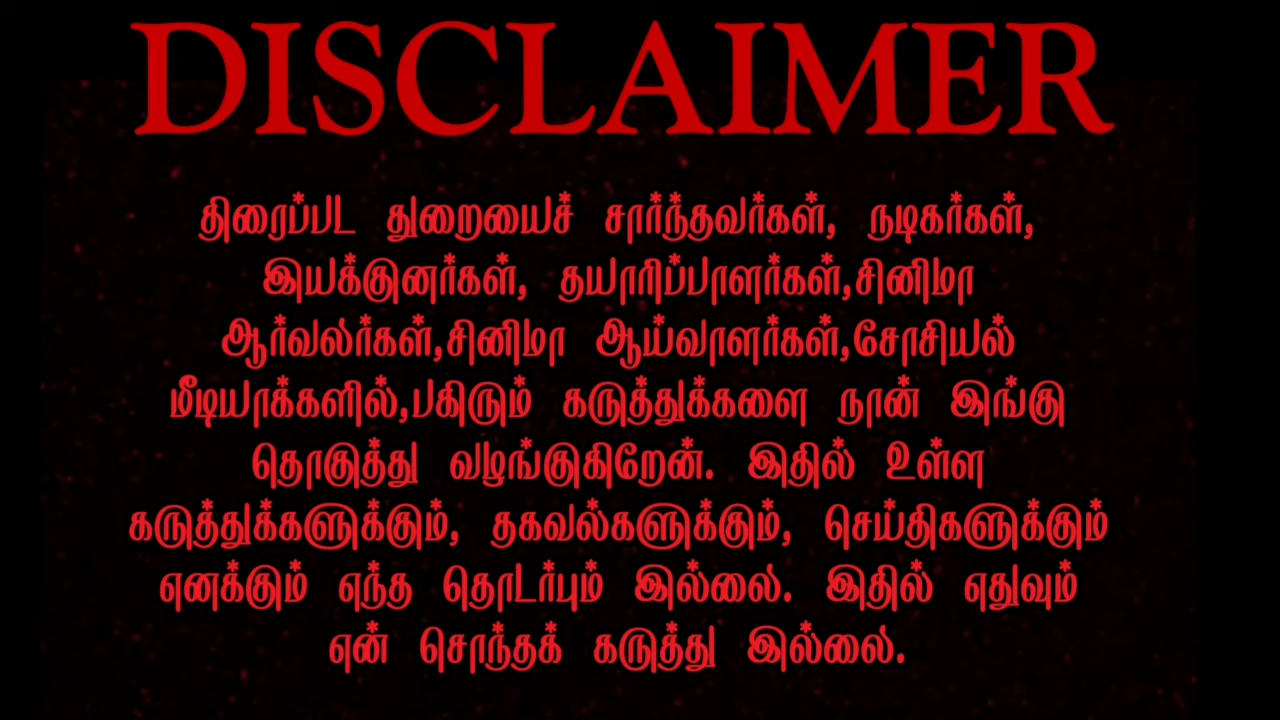 DISCLAIMER
திரைப்பட துறையைச் சார்ந்தவர்கள், நடிகர்கள்,
இயக்குனர்கள், தயாரிப்பாளர்கள்,சினிமா
ஆர்வலர்கள்,சினிமா ஆய்வாளர்கள்,சோசியல்
மீடியாக்களில்,பகிரும் கருத்துக்களை நான் இங்கு
தொகுத்து வழங்குகிறேன். இதில் உள்ள
கருத்துக்களுக்கும், தகவல்களுக்கும், செய்திகளுக்கும்
எனக்கும் எந்த தொடர்பும் இல்லை. இதில் எதுவும்
என் சொந்தக் கருத்து இல்லை.